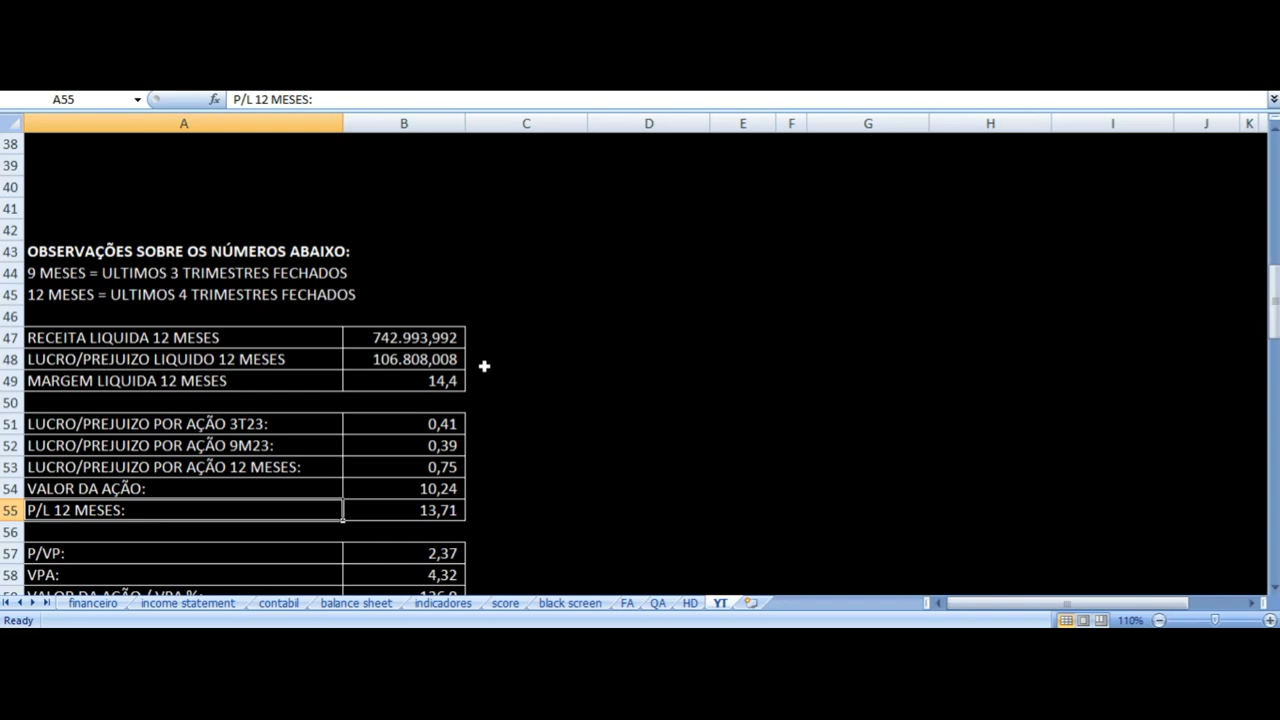 A55 fx P/L 12 MESES:
A B C D E F G H I J K
38
39
40
41
42
43 OBSERVAÇÕES SOBRE OS NÚMEROS ABAIXO:
44 9 MESES = ULTIMOS 3 TRIMESTRES FECHADOS
45 12 MESES = ULTIMOS 4 TRIMESTRES FECHADOS
46
47 RECEITA LIQUIDA 12 MESES 742.993,992
48 LUCRO/PREJUIZO LIQUIDO 12 MESES 106.808,008
49 MARGEM LIQUIDA 12 MESES 14,4
50
51 LUCRO/PREJUIZO POR AÇÃO 3T23: 0,41
52 LUCRO/PREJUIZO POR AÇÃO 9M23: 0,39
53 LUCRO/PREJUIZO POR AÇÃO 12 MESES: 0,75
54 VALOR DA AÇÃO: 10,24
55 P/L 12 MESES: 13,71
56
57 P/VP: 2,37
58 VPA: 4,32
VALOR DA AÇÃO / VPA %:
financeiro income statement contabil balance sheet indicadores score black screen FA QA HD YT
Ready 110%